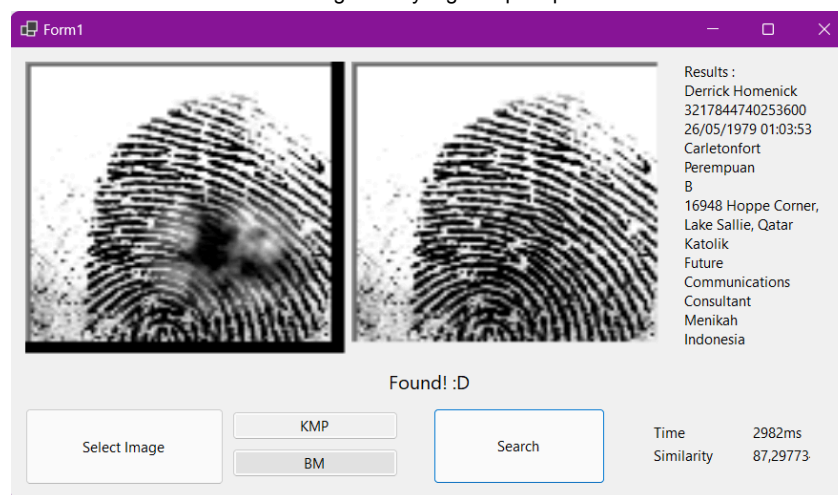 Form1
Results :
Derrick Homenick
3217844740253600
26/05/1979 01:03:53
Carletonfort
Perempuan
B
16948 Hoppe Corner,
Lake Sallie, Qatar
Katolik
Future
Communications
Consultant
Menikah
Indonesia
Found! :D
Select Image
KMP
BM
Search
Time 2982ms
Similarity 87,29773